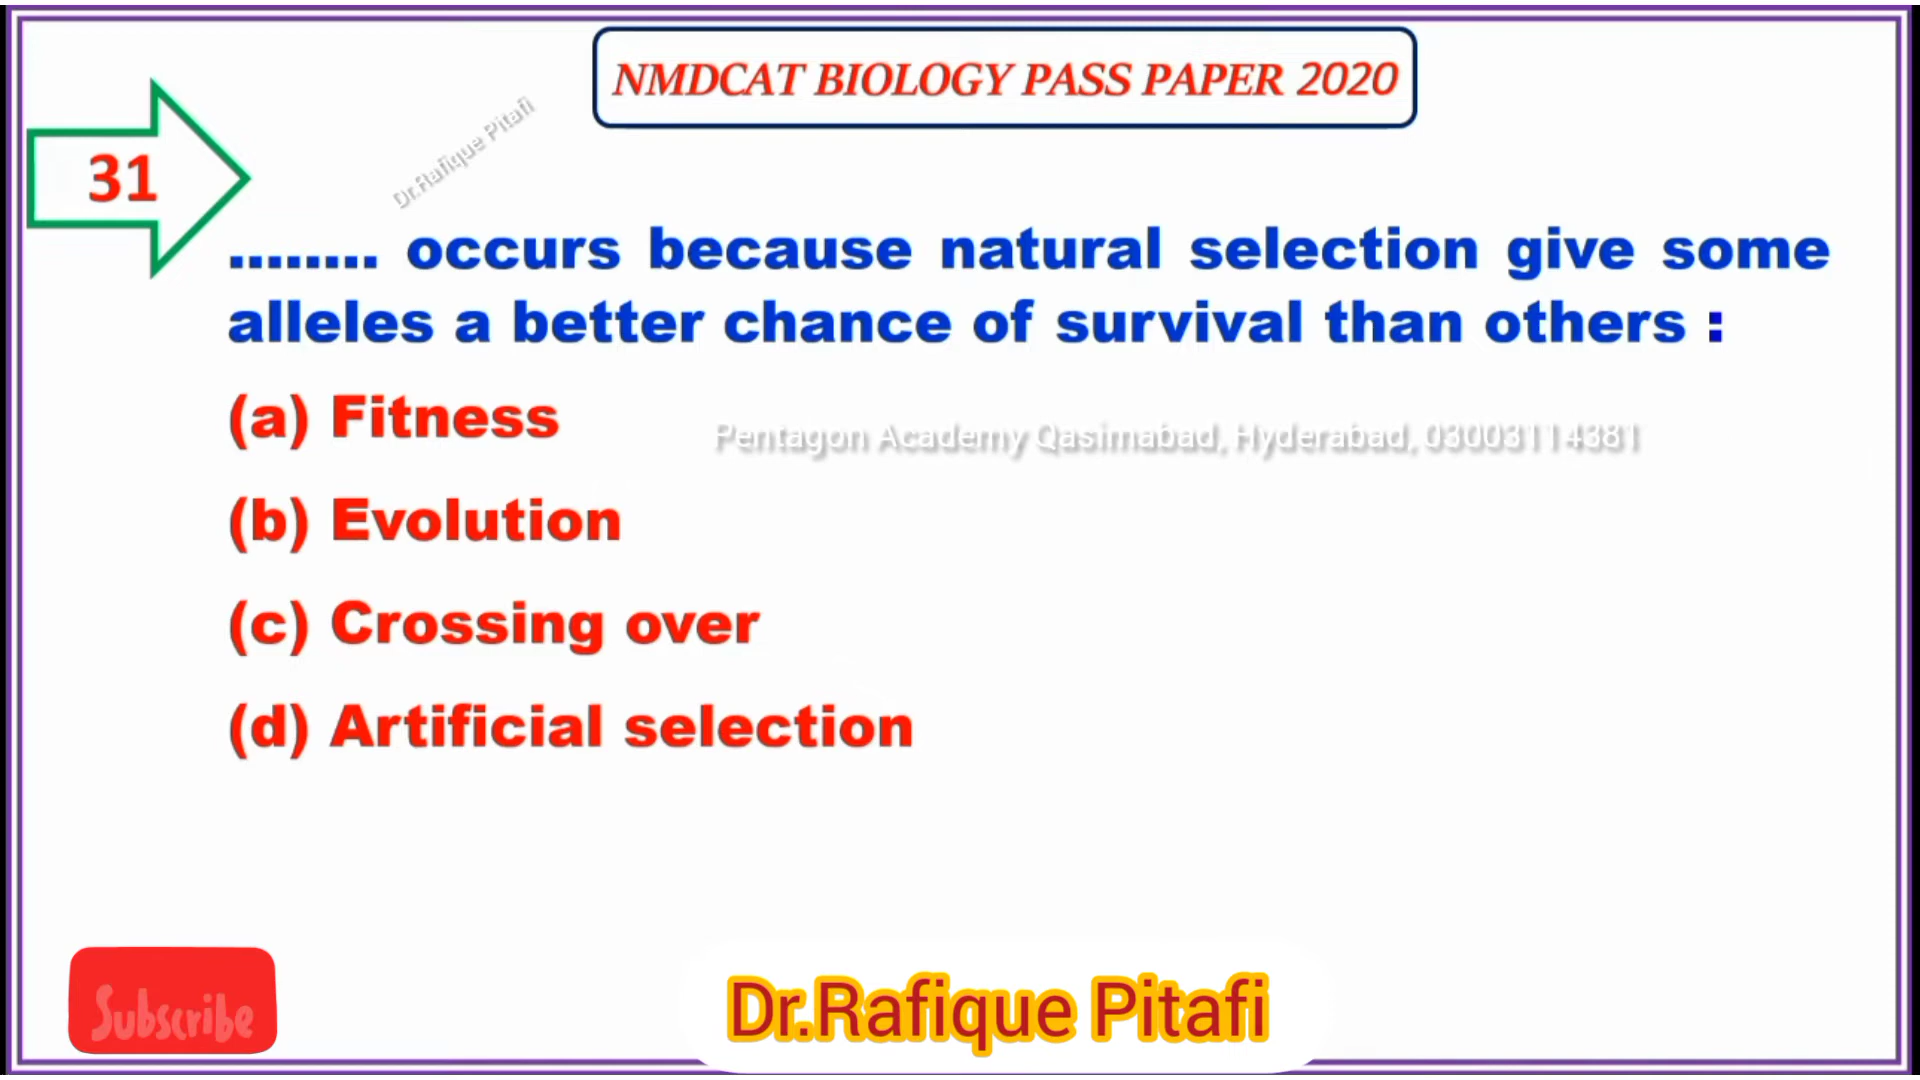 NMDCAT BIOLOGY PASS PAPER 2020
31
Dr.Rafique Pitafi
........ occurs because natural selection give some
alleles a better chance of survival than others :
(a) Fitness
Pentagon Academy Qasimabad, Hyderabad, 03003114381
(b) Evolution
(c) Crossing over
(d) Artificial selection
Subscribe
Dr.Rafique Pitafi